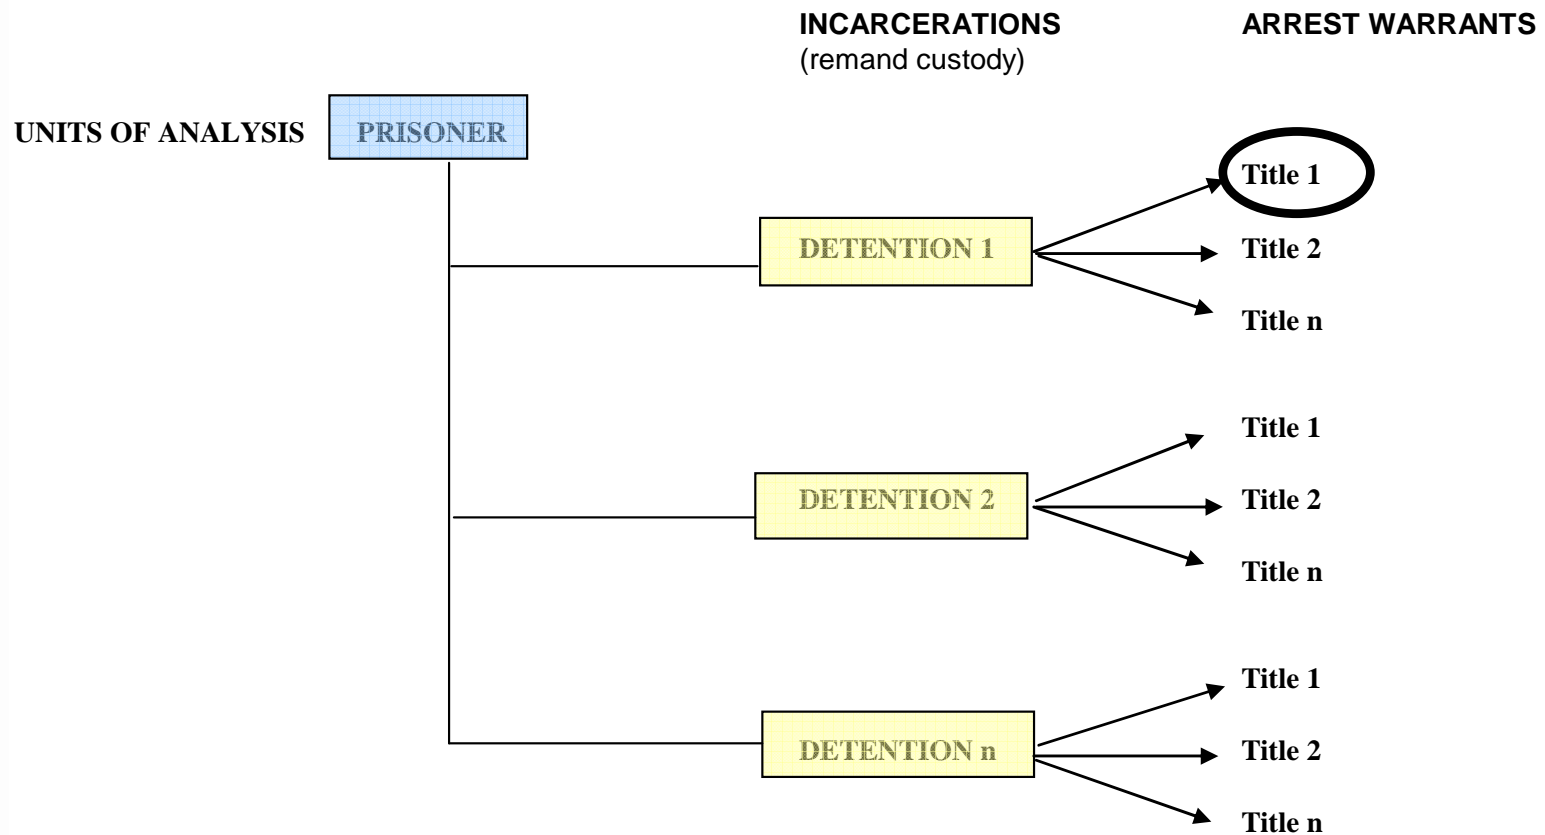 INCARCERATIONS
(remand custody)
ARREST WARRANTS
UNITS OF ANALYSIS
PRISONER
DETENTION 1
Title 1
Title 2
Title n
DETENTION 2
Title 1
Title 2
Title n
DETENTION n
Title 1
Title 2
Title n